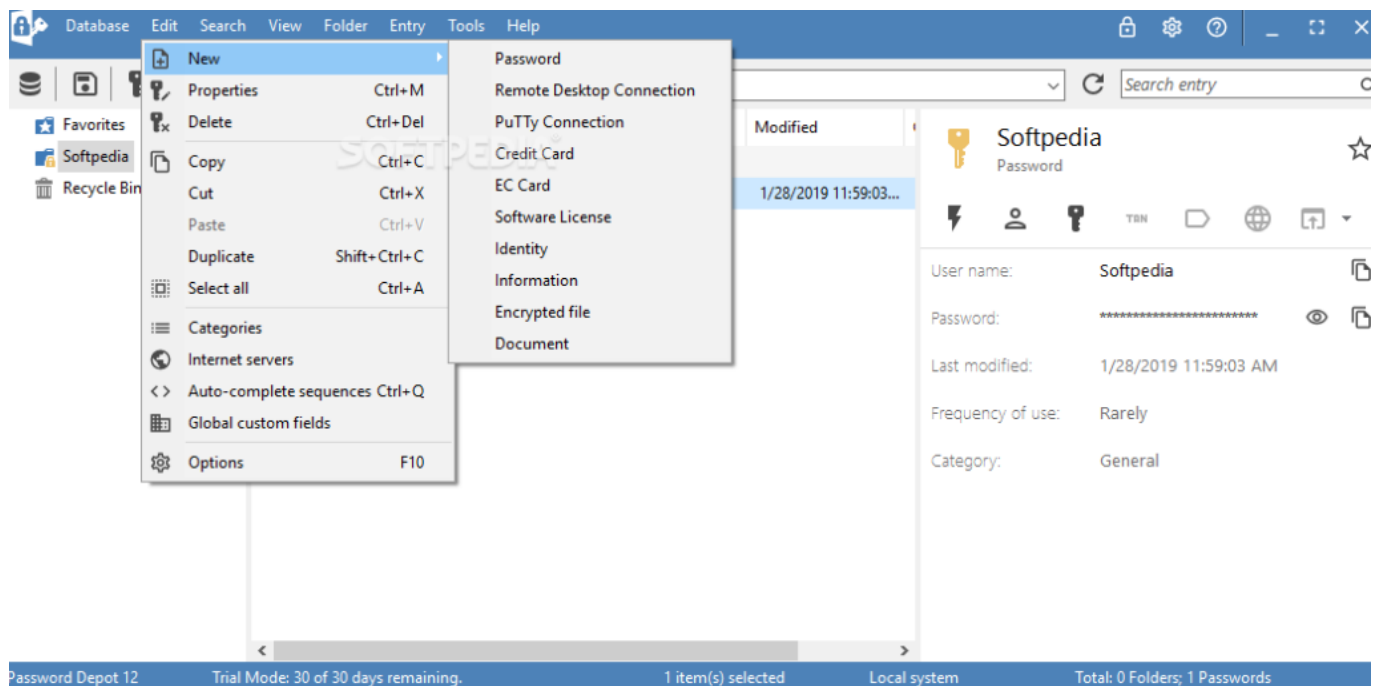 Database Edit Search View Folder Entry Tools Help
New
Properties Ctrl+M
Delete Ctrl+Del
Copy Ctrl+C
Cut Ctrl+X
Paste Ctrl+V
Duplicate Shift+Ctrl+C
Select all Ctrl+A
Categories
Internet servers
Auto-complete sequences Ctrl+Q
Global custom fields
Options F10
Password
Remote Desktop Connection
PuTTy Connection
Credit Card
EC Card
Software License
Identity
Information
Encrypted file
Document
SOFTPEDIA
Search entry
Favorites
Softpedia
Recycle Bin
Modified
1/28/2019 11:59:03...
Softpedia
Password
TAN
User name: Softpedia
Password: ************************
Last modified: 1/28/2019 11:59:03 AM
Frequency of use: Rarely
Category: General
Password Depot 12 Trial Mode: 30 of 30 days remaining. 1 item(s) selected Local system Total: 0 Folders; 1 Passwords